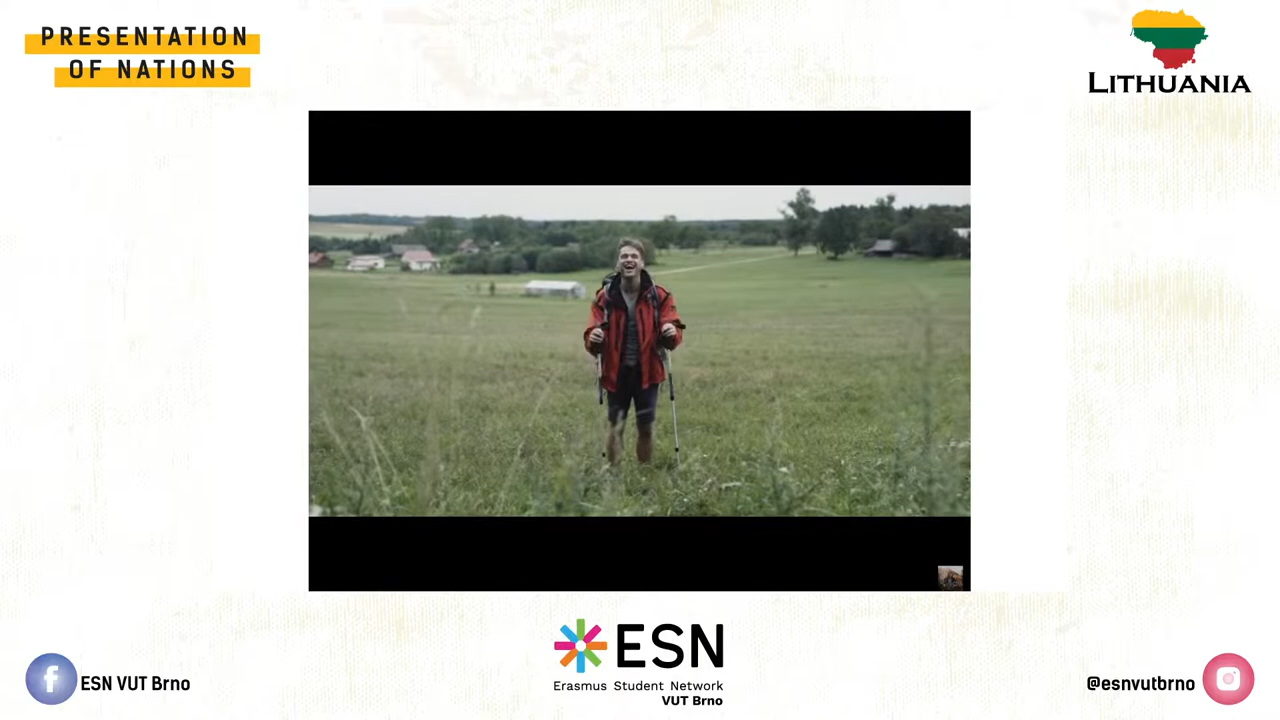 PRESENTATION
OF NATIONS
LITHUANIA
ESN
Erasmus Student Network
VUT Brno
ESN VUT Brno
@esnvutbrno